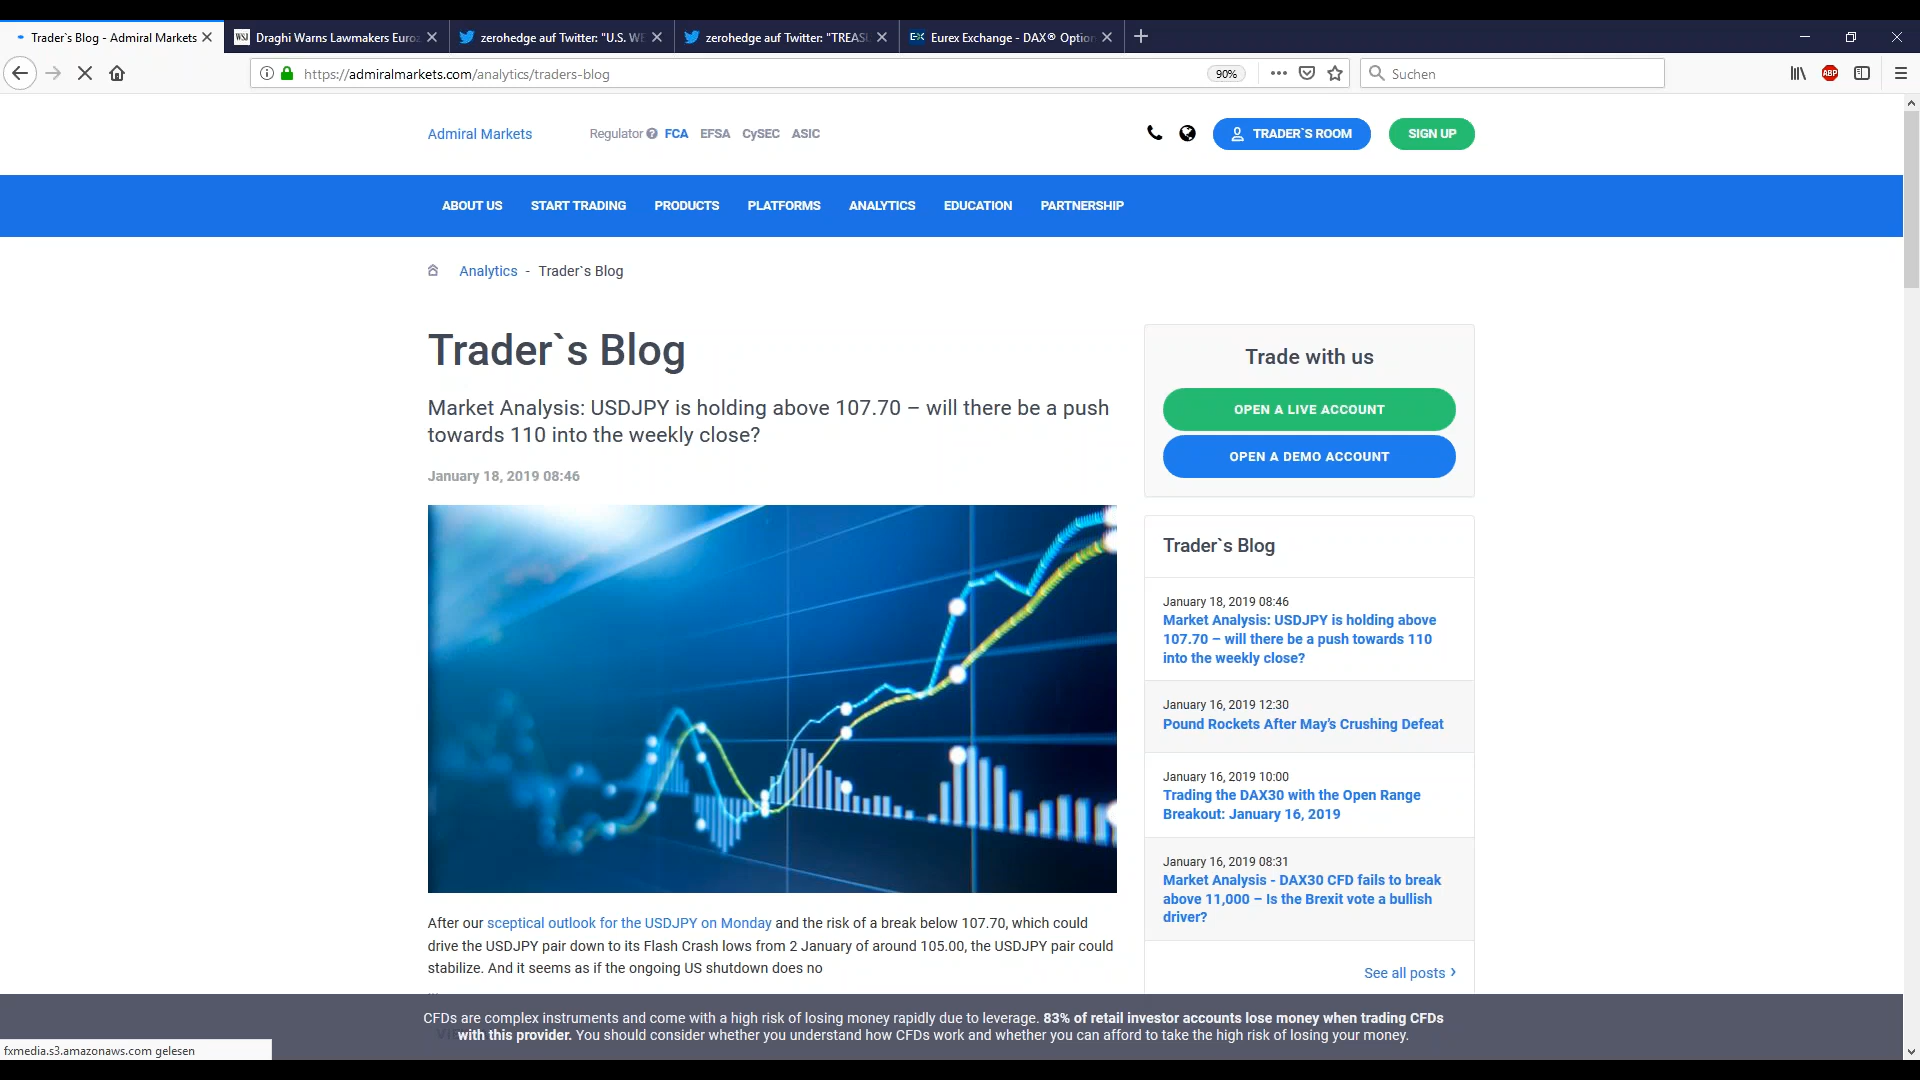 Trader`s Blog - Admiral Markets
Draghi Warns Lawmakers Euro
zerohedge auf Twitter: "U.S. WE
zerohedge auf Twitter: "TREAS
Eurex Exchange - DAX® Optio
https://admiralmarkets.com/analytics/traders-blog
90%
Suchen
ABP
Admiral Markets
Regulator ? FCA EFSA CySEC ASIC
TRADER`S ROOM
SIGN UP
ABOUT US START TRADING PRODUCTS PLATFORMS ANALYTICS EDUCATION PARTNERSHIP
Analytics - Trader`s Blog
Trader`s Blog
Market Analysis: USDJPY is holding above 107.70 – will there be a push
towards 110 into the weekly close?
January 18, 2019 08:46
After our sceptical outlook for the USDJPY on Monday and the risk of a break below 107.70, which could
drive the USDJPY pair down to its Flash Crash lows from 2 January of around 105.00, the USDJPY pair could
stabilize. And it seems as if the ongoing US shutdown does no
...
Trade with us
OPEN A LIVE ACCOUNT
OPEN A DEMO ACCOUNT
Trader`s Blog
January 18, 2019 08:46
Market Analysis: USDJPY is holding above
107.70 – will there be a push towards 110
into the weekly close?
January 16, 2019 12:30
Pound Rockets After May's Crushing Defeat
January 16, 2019 10:00
Trading the DAX30 with the Open Range
Breakout: January 16, 2019
January 16, 2019 08:31
Market Analysis - DAX30 CFD fails to break
above 11,000 – Is the Brexit vote a bullish
driver?
See all posts ›
CFDs are complex instruments and come with a high risk of losing money rapidly due to leverage. 83% of retail investor accounts lose money when trading CFDs
with this provider. You should consider whether you understand how CFDs work and whether you can afford to take the high risk of losing your money.
fxmedia.s3.amazonaws.com gelesen